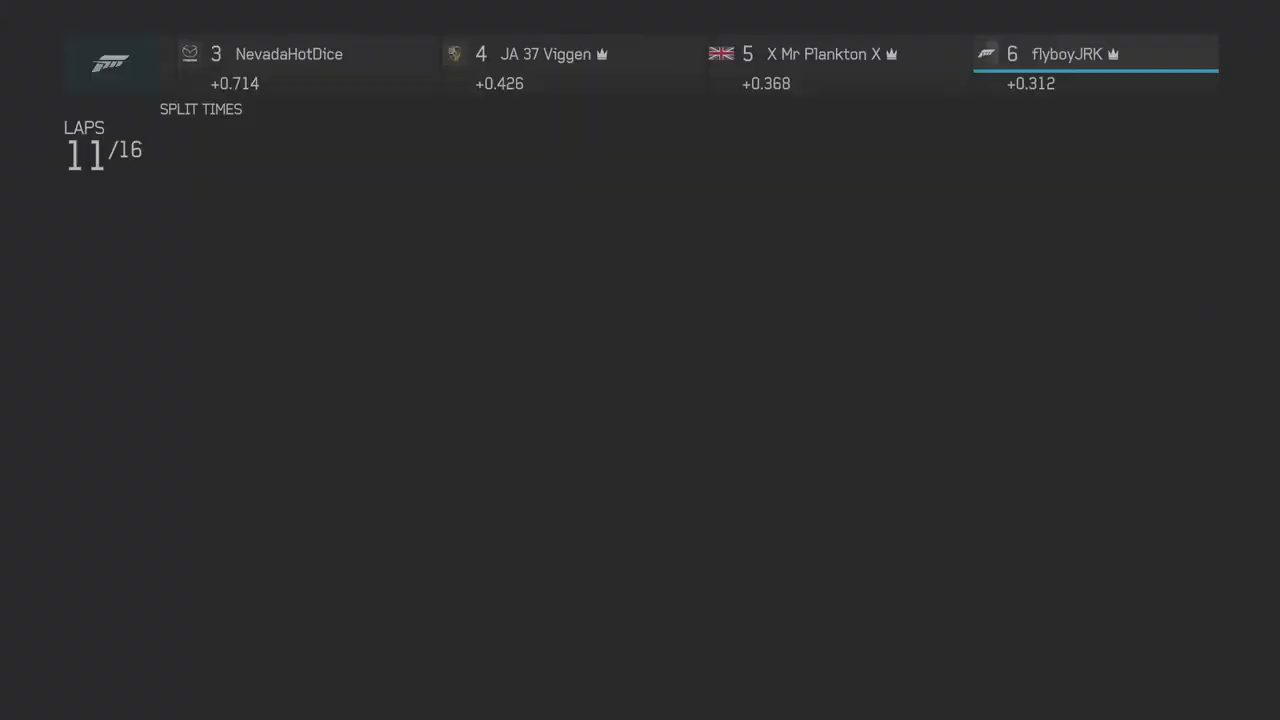 3 NevadaHotDice
+0.714
4 JA 37 Viggen
+0.426
5 X Mr Plankton X
+0.368
6 flyboyJRK
+0.312
SPLIT TIMES
LAPS
11/16